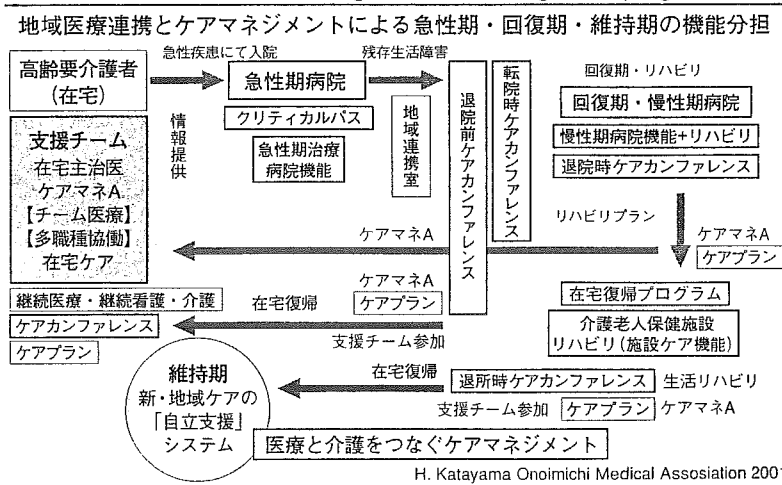 地域医療連携とケアマネジメントによる急性期・回復期・維持期の機能分担
高齢要介護者
(在宅)
急性疾患にて入院
情報提供
急性期病院
クリティカルパス
急性期治療
病院機能
残存生活障害
地域連携室
退院前ケアカンファレンス
転院時ケアカンファレンス
回復期・リハビリ
回復期・慢性期病院
慢性期病院機能+リハビリ
退院時ケアカンファレンス
支援チーム
在宅主治医
ケアマネA
【チーム医療】
【多職種協働】
在宅ケア
リハビリプラン
ケアマネA
ケアマネA
ケアプラン
継続医療・継続看護・介護
ケアカンファレンス
ケアプラン
在宅復帰
ケアマネA
ケアプラン
支援チーム参加
在宅復帰プログラム
介護老人保健施設
リハビリ(施設ケア機能)
維持期
新・地域ケアの
「自立支援」
システム
在宅復帰
退所時ケアカンファレンス
生活リハビリ
支援チーム参加
ケアプラン
ケアマネA
医療と介護をつなぐケアマネジメント
H. Katayama Onoimichi Medical Assosiation 2001